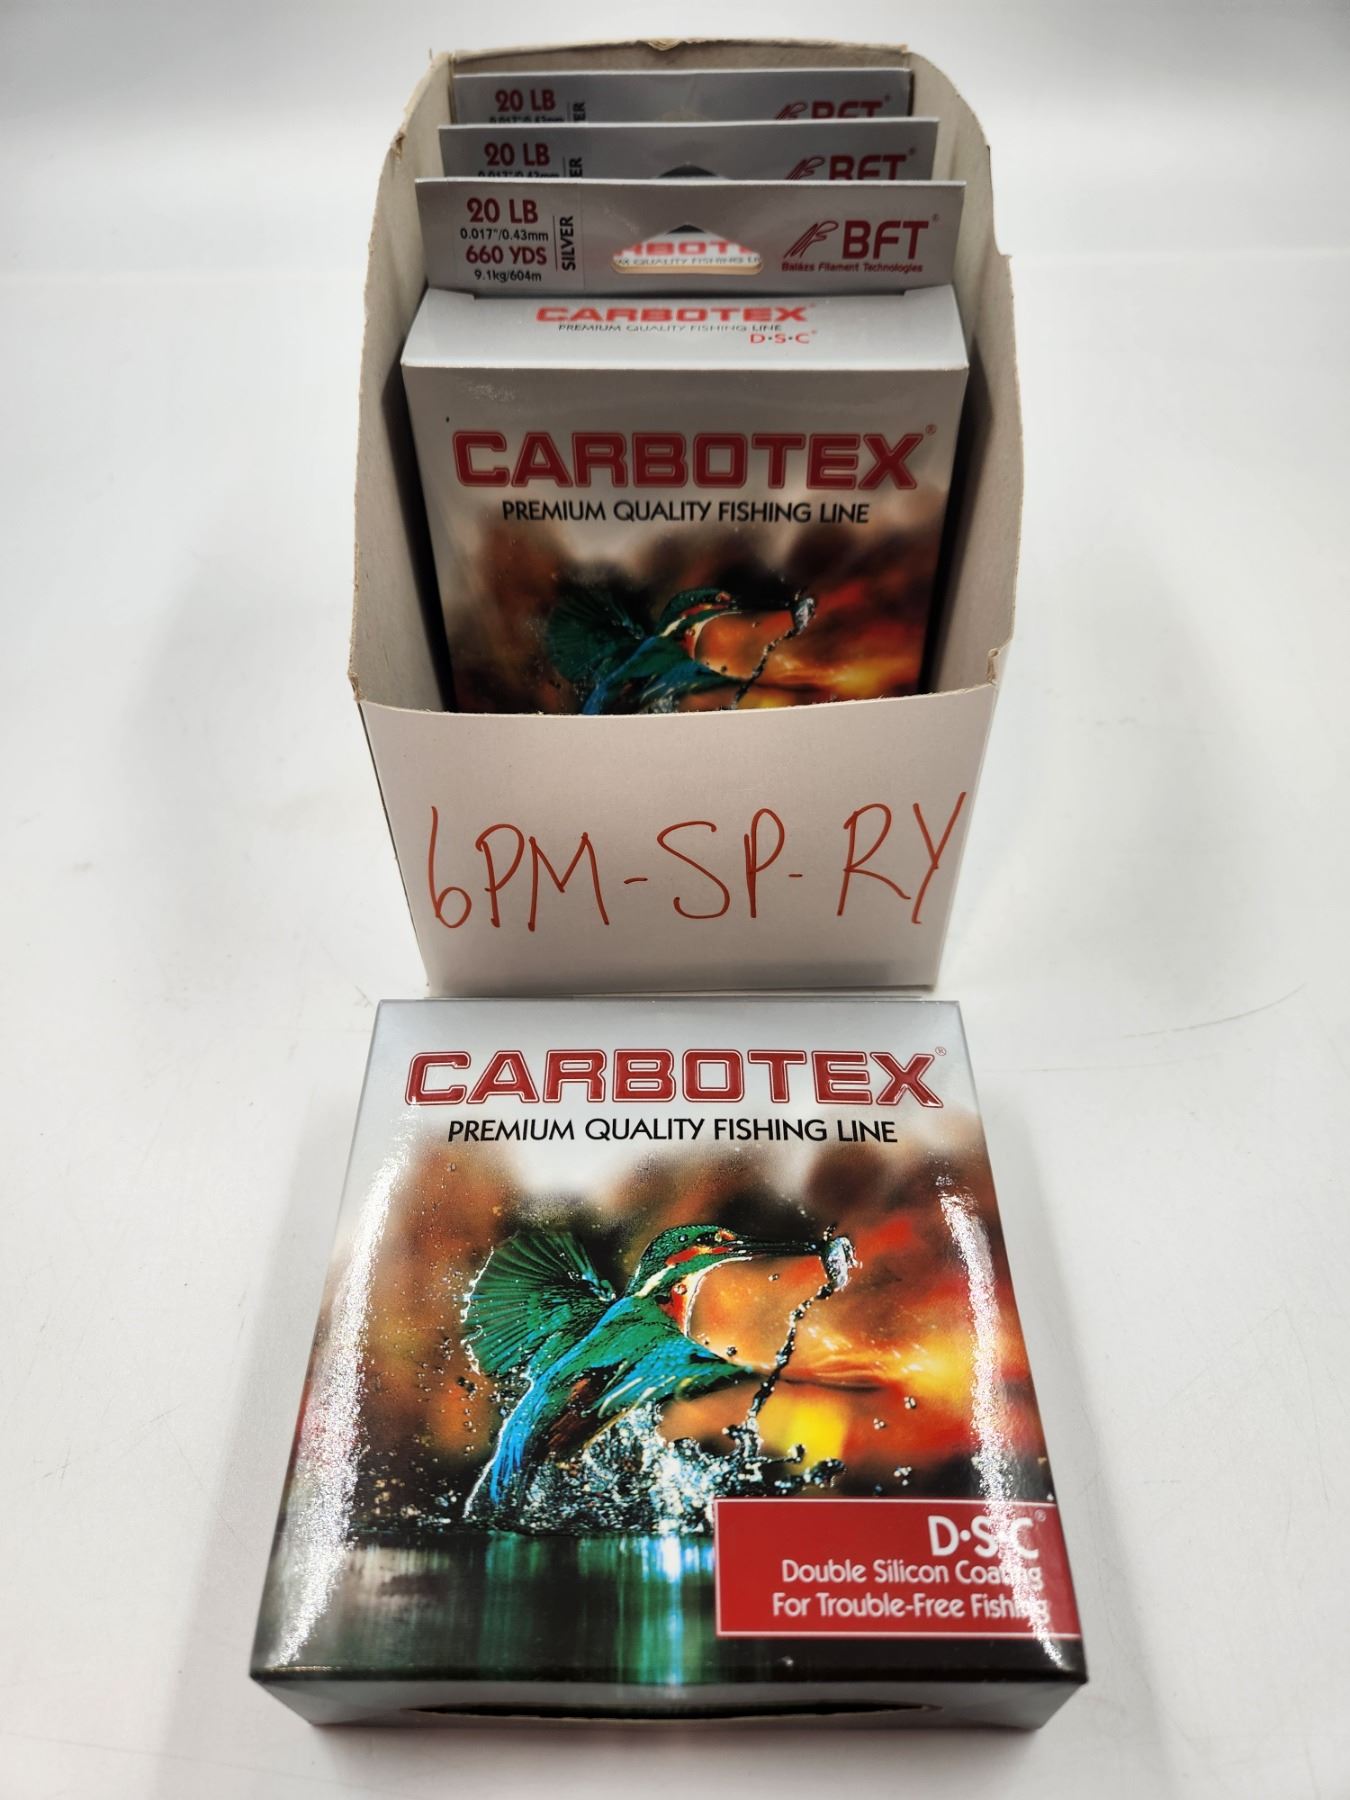 20 LB
BFT
20 LB
BFT®
20 LB
0.017"/0.43mm
660 YDS
9.1kg/604m
SILVER
BFT®
Balázs Filament Technologies
CARBOTEX®
PREMIUM QUALITY FISHING LINE
D·S·C®
CARBOTEX®
PREMIUM QUALITY FISHING LINE
6PM-SP-RY
CARBOTEX®
PREMIUM QUALITY FISHING LINE
D·S·C®
Double Silicon Coating
For Trouble-Free Fishing